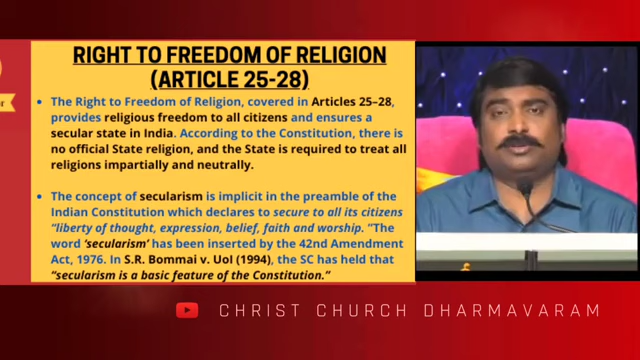 RIGHT TO FREEDOM OF RELIGION
(ARTICLE 25-28)
• The Right to Freedom of Religion, covered in Articles 25–28,
provides religious freedom to all citizens and ensures a
secular state in India. According to the Constitution, there is
no official State religion, and the State is required to treat all
religions impartially and neutrally.
• The concept of secularism is implicit in the preamble of the
Indian Constitution which declares to secure to all its citizens
"liberty of thought, expression, belief, faith and worship. "The
word 'secularism' has been inserted by the 42nd Amendment
Act, 1976. In S.R. Bommai v. UoI (1994), the SC has held that
"secularism is a basic feature of the Constitution."
CHRIST CHURCH DHARMAVARAM